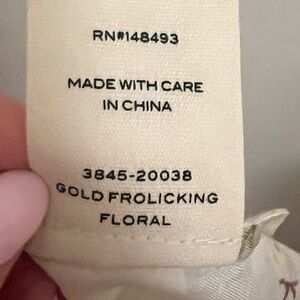 RN#148493
MADE WITH CARE
IN CHINA
3845-20038
GOLD FROLICKING
FLORAL